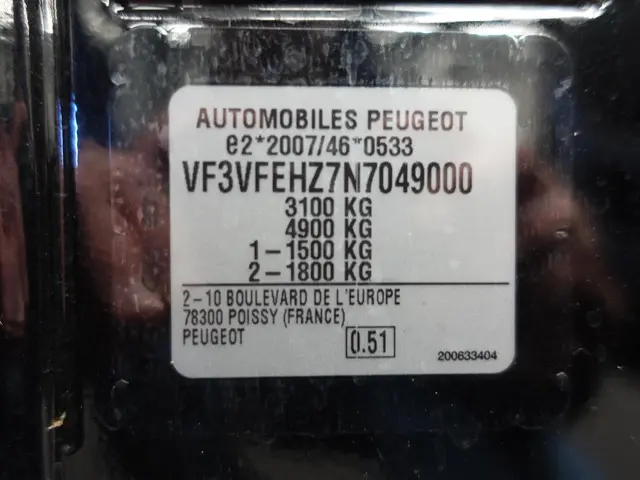 AUTOMOBILES PEUGEOT
e2*2007/46*0533
VF3VFEHZ7N7049000
3100 KG
4900 KG
1-1500 KG
2-1800 KG
2-10 BOULEVARD DE L'EUROPE
78300 POISSY (FRANCE)
PEUGEOT
0.51
200633404